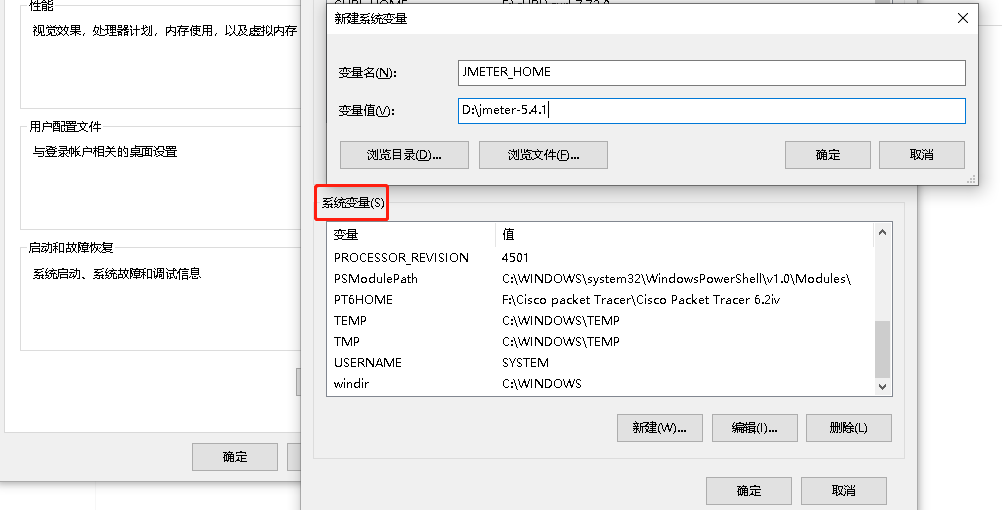 性能
视觉效果，处理器计划，内存使用，以及虚拟内存
用户配置文件
与登录帐户相关的桌面设置
启动和故障恢复
系统启动、系统故障和调试信息
确定
新建系统变量
变量名(N):
JMETER_HOME
变量值(V):
D:\jmeter-5.4.1
浏览目录(D)...
浏览文件(F)...
确定
取消
系统变量(S)
变量 值
PROCESSOR_REVISION 4501
PSModulePath C:\WINDOWS\system32\WindowsPowerShell\v1.0\Modules\
PT6HOME F:\Cisco packet Tracer\Cisco Packet Tracer 6.2iv
TEMP C:\WINDOWS\TEMP
TMP C:\WINDOWS\TEMP
USERNAME SYSTEM
windir C:\WINDOWS
新建(W)...
编辑(I)...
删除(L)
确定
取消